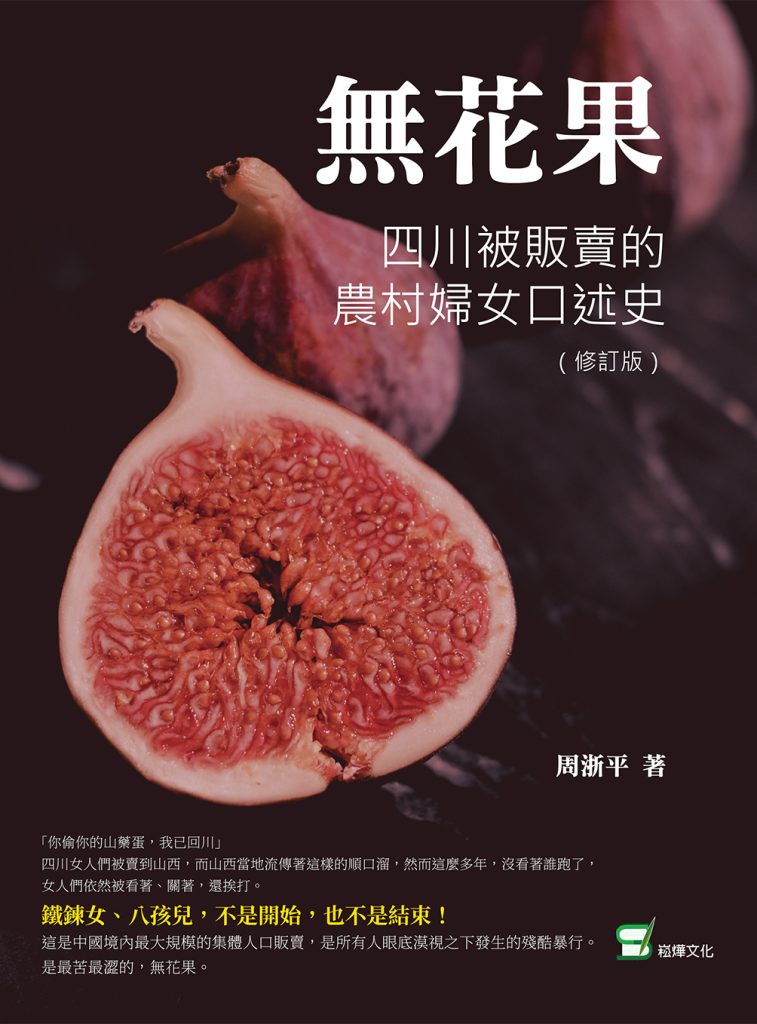 無花果
四川被販賣的
農村婦女口述史
（修訂版）
周浙平 著
「你偷你的山藥蛋，我已回川」
四川女人們被賣到山西，而山西當地流傳著這樣的順口溜，然而這麼多年，沒看著誰跑了，
女人們依然被看著、關著，還挨打。
鐵鍊女、八孩兒，不是開始，也不是結束！
這是中國境內最大規模的集體人口販賣，是所有人眼底漠視之下發生的殘酷暴行。
是最苦最澀的，無花果。
崧燁文化